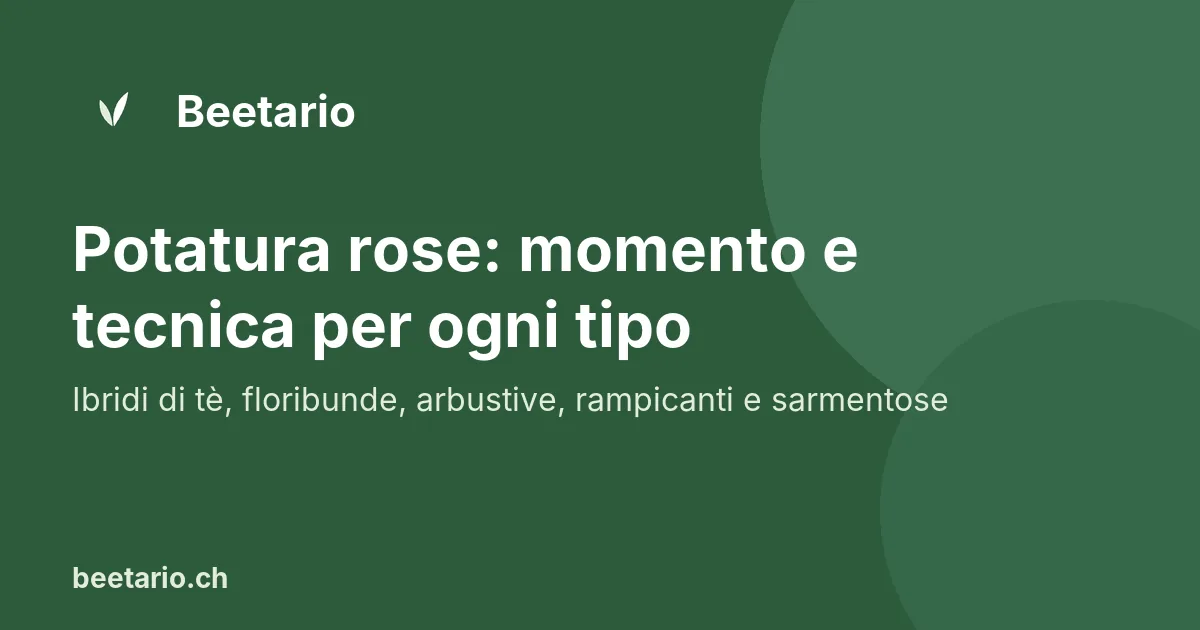 Beetario
Potatura rose: momento e
tecnica per ogni tipo
Ibridi di tè, floribunde, arbustive, rampicanti e sarmentose
beetario.ch